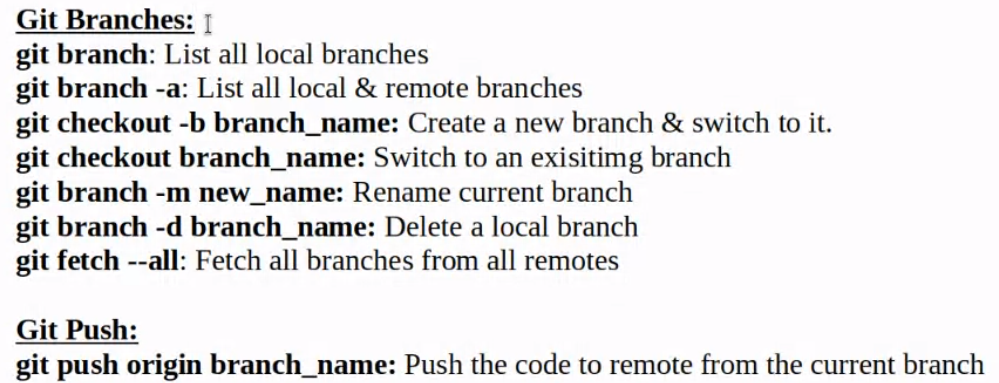 Git Branches:
git branch: List all local branches
git branch -a: List all local & remote branches
git checkout -b branch_name: Create a new branch & switch to it.
git checkout branch_name: Switch to an exisitimg branch
git branch -m new_name: Rename current branch
git branch -d branch_name: Delete a local branch
git fetch --all: Fetch all branches from all remotes
Git Push:
git push origin branch_name: Push the code to remote from the current branch